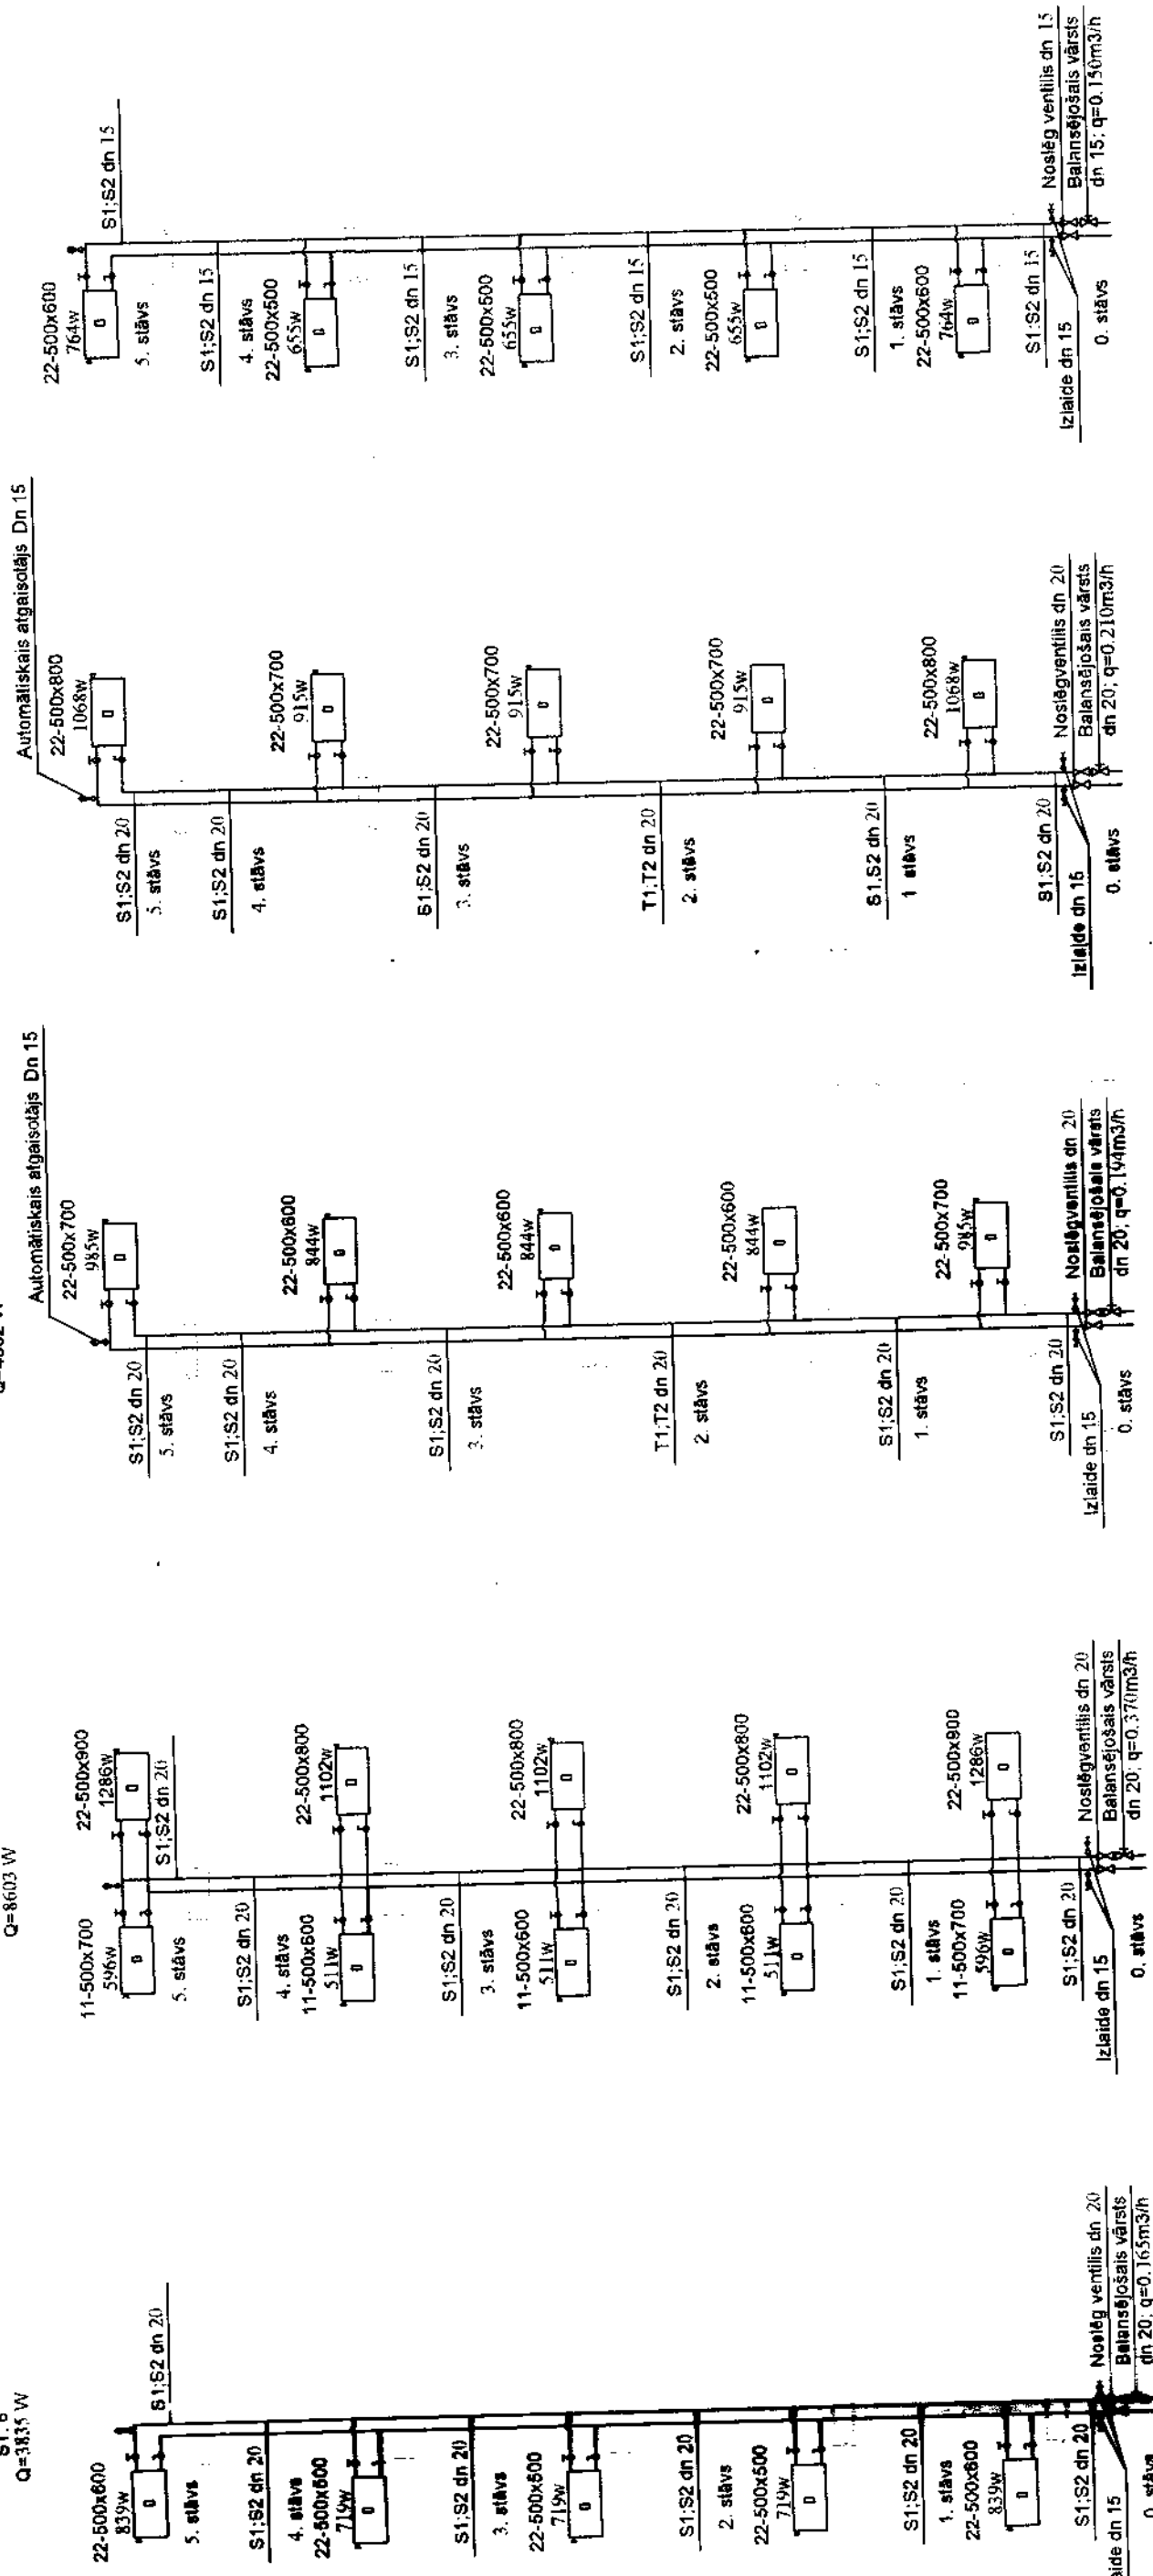 St. 6
Q=3835 W
22-500x600
839w
S1;S2 dn 20
5. stāvs
S1;S2 dn 20
4. stāvs
22-500x500
719w
S1;S2 dn 20
3. stāvs
22-500x500
719w
S1;S2 dn 20
2. stāvs
22-500x500
719w
S1;S2 dn 20
1. stāvs
22-500x600
839w
S1;S2 dn 20
Noslēg ventilis dn 20
Balansējošais vārsts
dn 20; q=0.165m3/h
dn 15
0. stāvs
Q=8603 W
11-500x700
596w
22-500x900
1286w
S1;S2 dn 20
5. stāvs
S1;S2 dn 20
4. stāvs
11-500x600
511w
22-500x800
1102w
S1;S2 dn 20
3. stāvs
11-500x600
511w
22-500x800
1102w
S1;S2 dn 20
2. stāvs
11-500x600
511w
22-500x800
1102w
S1;S2 dn 20
1. stāvs
11-500x700
596w
22-500x900
1286w
S1;S2 dn 20
Noslēgventilis dn 20
Balansējošais vārsts
dn 20; q=0.370m3/h
Izlaide dn 15
0. stāvs
Automātiskais atgaisotājs Dn 15
22-500x700
985w
S1;S2 dn 20
5. stāvs
S1;S2 dn 20
4. stāvs
22-500x600
844w
S1;S2 dn 20
3. stāvs
22-500x600
844w
T1;T2 dn 20
2. stāvs
22-500x600
844w
S1;S2 dn 20
1. stāvs
22-500x700
985w
S1;S2 dn 20
Noslēgventilis dn 20
Balansējošais vārsts
dn 20; q=0.194m3/h
Izlaide dn 15
0. stāvs
Automātiskais atgaisotājs Dn 15
22-500x800
1068w
S1;S2 dn 20
5. stāvs
S1;S2 dn 20
4. stāvs
22-500x700
915w
S1;S2 dn 20
3. stāvs
22-500x700
915w
T1;T2 dn 20
2. stāvs
22-500x700
915w
S1;S2 dn 20
1 stāvs
22-500x800
1068w
S1;S2 dn 20
Noslēgventilis dn 20
Balansējošais vārsts
dn 20; q=0.210m3/h
Izlaide dn 15
0. stāvs
22-500x600
764w
S1;S2 dn 15
5. stāvs
S1;S2 dn 15
4. stāvs
22-500x500
655w
S1;S2 dn 15
3. stāvs
22-500x500
655w
S1;S2 dn 15
2. stāvs
22-500x500
655w
S1;S2 dn 15
1. stāvs
22-500x600
764w
S1;S2 dn 15
Noslēg ventilis dn 15
Balansējošais vārsts
dn 15; q=0.150m3/h
Izlaide dn 15
0. stāvs